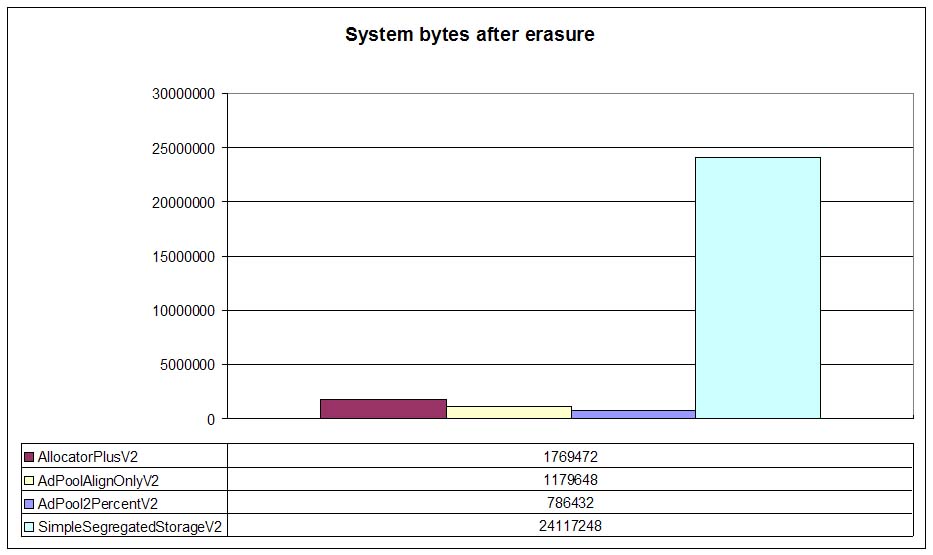 System bytes after erasure
30000000
25000000
20000000
15000000
10000000
5000000
0
AllocatorPlusV2 1769472
AdPoolAlignOnlyV2 1179648
AdPool2PercentV2 786432
SimpleSegregatedStorageV2 24117248